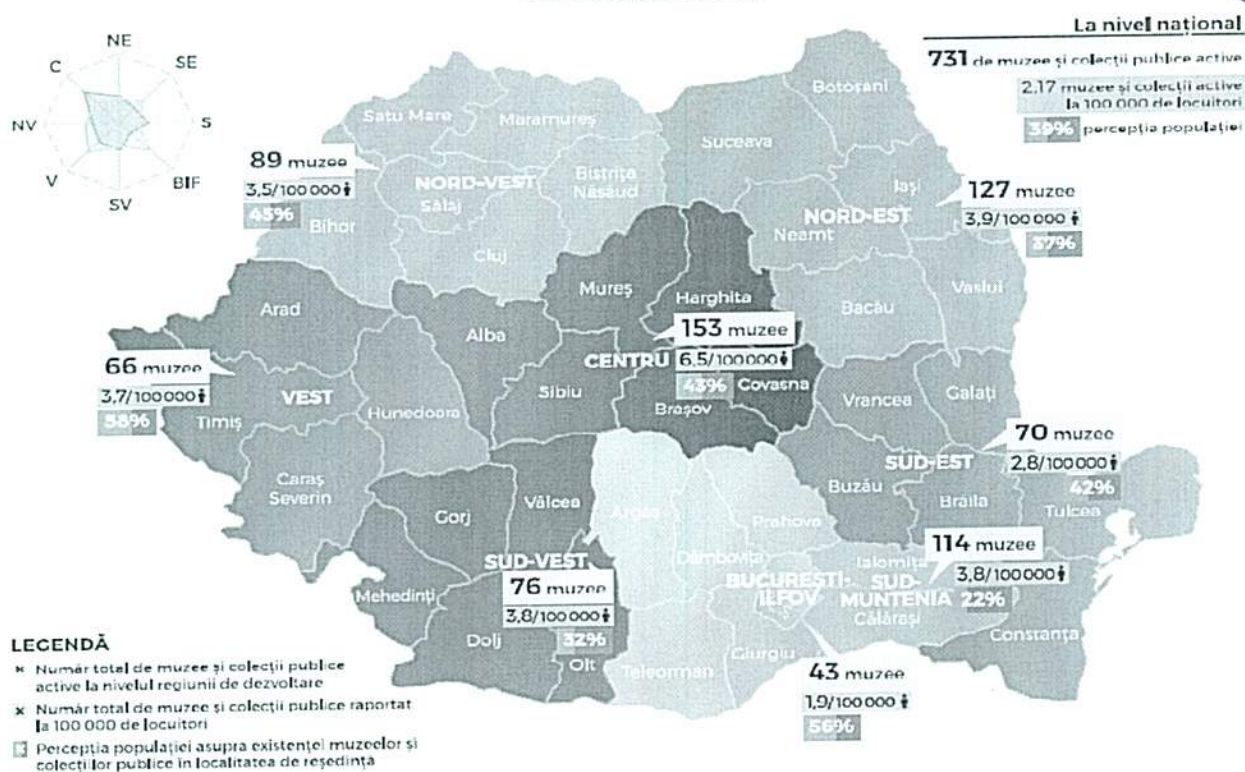 NE
C
SE
NV
S
V
BIF
SV
La nivel național
731 de muzee și colecții publice active
2,17 muzee și colecții active
la 100 000 de locuitori
39% percepția populației
Satu Mare
Maramureș
Botoșani
Suceava
89 muzee
3,5/100 000
45%
NORD-VEST
Sălaj
Bistrița
Năsăud
Bihor
Cluj
Iași
127 muzee
3,9/100 000
37%
NORD-EST
Neamț
Bacău
Vaslui
Mureș
Harghita
Arad
Alba
153 muzee
CENTRU
6,5/100 000
43%
Covasna
Sibiu
Brașov
66 muzee
3,7/100 000
58%
VEST
Timiș
Hunedoara
Caraș
Severin
Vrancea
Galați
70 muzee
SUD-EST
2,8/100 000
42%
Buzău
Brăila
Tulcea
Gorj
Vâlcea
Argeș
Prahova
Dâmbovița
SUD-VEST
76 muzee
3,8/100 000
32%
Mehedinți
Dolj
Olt
Ialomița
114 muzee
3,8/100 000
BUCUREȘTI-
ILFOV
SUD-
MUNTENIA
22%
Călărași
Constanța
Teleorman
Giurgiu
43 muzee
1,9/100 000
56%
LEGENDĂ
Număr total de muzee și colecții publice
active la nivelul regiunii de dezvoltare
Număr total de muzee și colecții publice raportat
la 100 000 de locuitori
Percepția populației asupra existenței muzeelor și
colecțiilor publice în localitatea de reședință